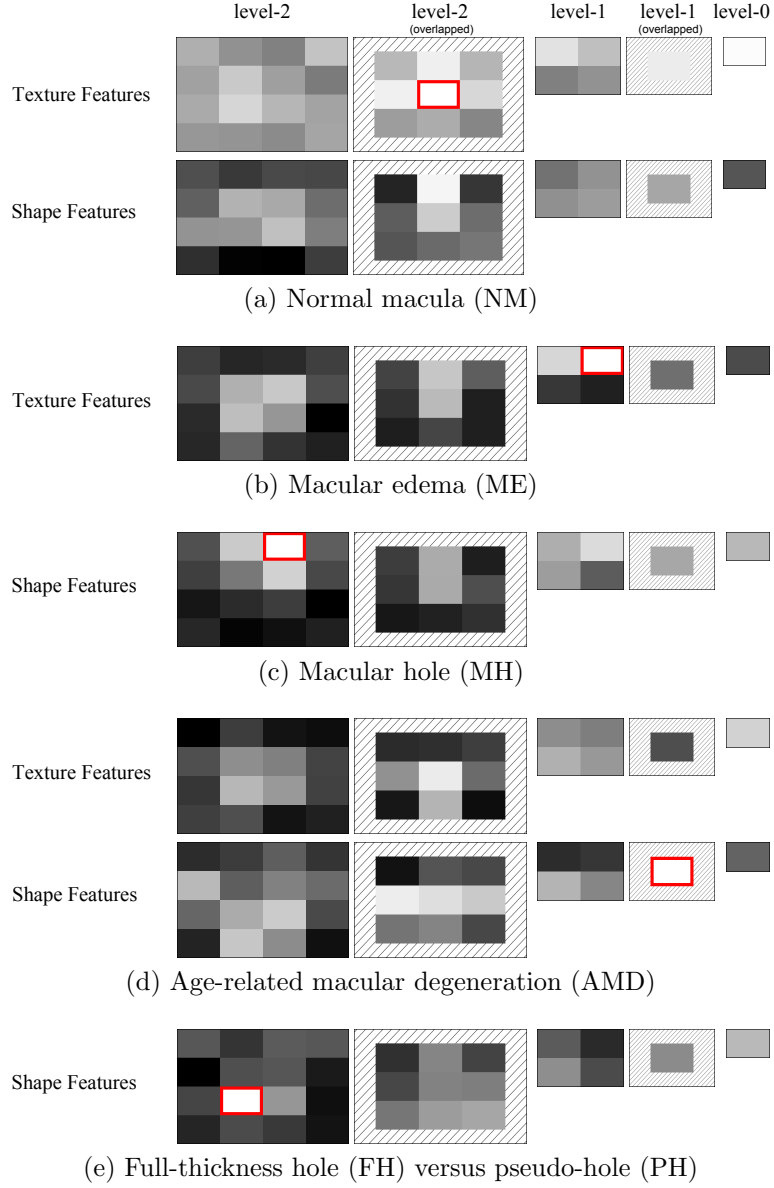 level-2 level-2 level-1 level-1 level-0
(overlapped) (overlapped)
Texture Features
Shape Features
(a) Normal macula (NM)
Texture Features
(b) Macular edema (ME)
Shape Features
(c) Macular hole (MH)
Texture Features
Shape Features
(d) Age-related macular degeneration (AMD)
Shape Features
(e) Full-thickness hole (FH) versus pseudo-hole (PH)